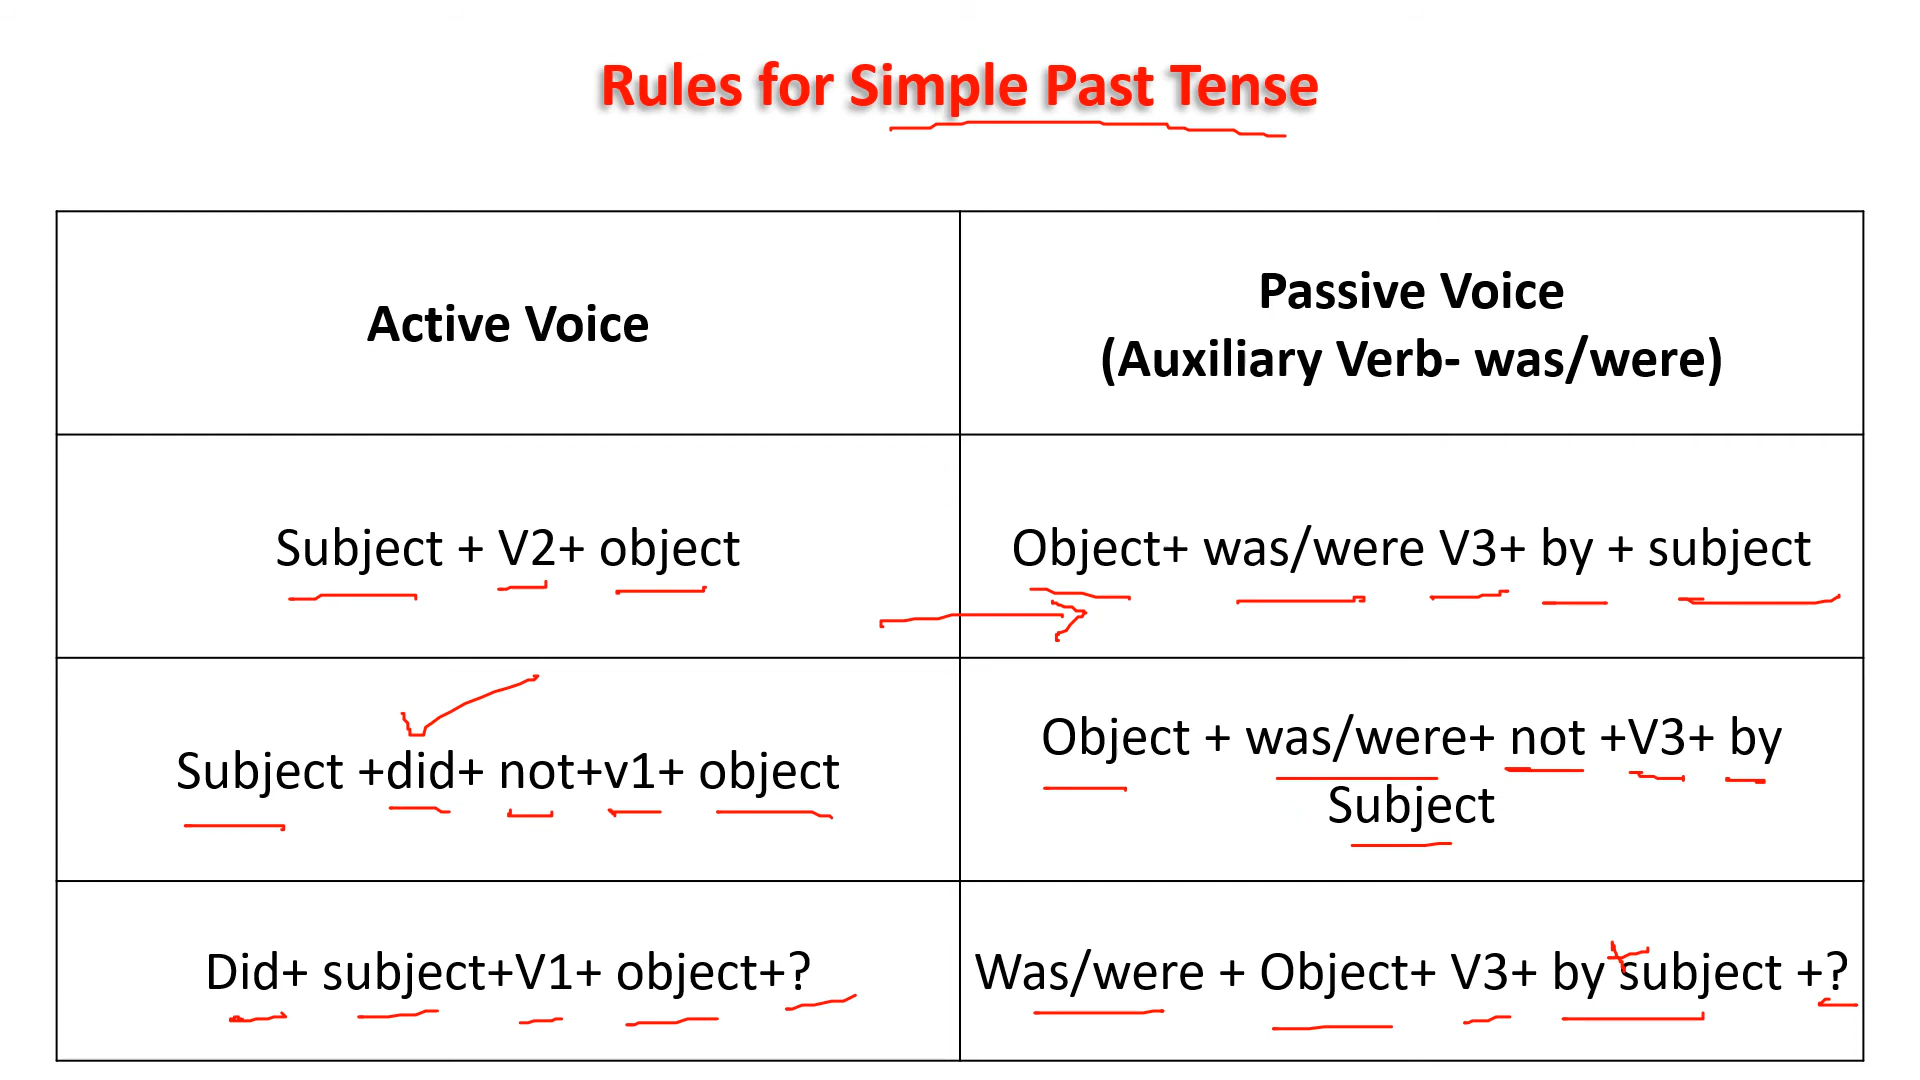 Rules for Simple Past Tense
Active Voice
Passive Voice
(Auxiliary Verb- was/were)
Subject + V2+ object
Object+ was/were V3+ by + subject
Subject +did+ not+v1+ object
Object + was/were+ not +V3+ by
Subject
Did+ subject+V1+ object+?
Was/were + Object+ V3+ by subject +?